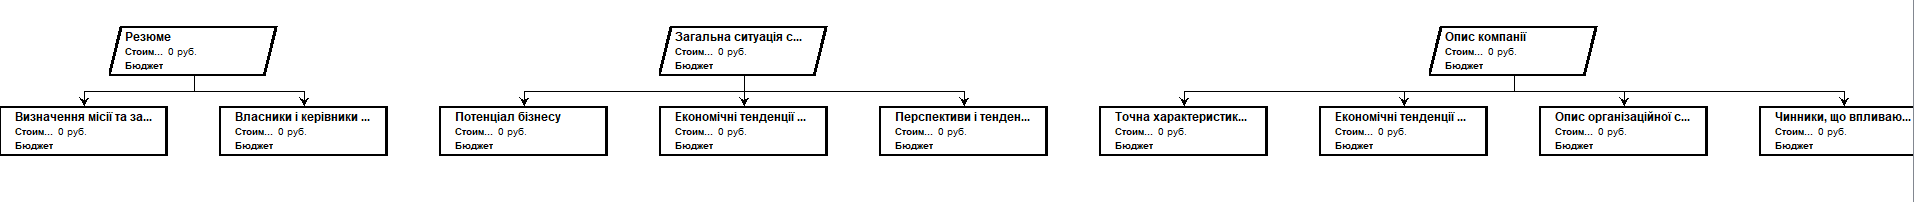 Резюме
Стоим... 0 руб.
Бюджет
Загальна ситуація с...
Стоим... 0 руб.
Бюджет
Опис компанії
Стоим... 0 руб.
Бюджет
Визначення місії та за...
Стоим... 0 руб.
Бюджет
Власники і керівники ...
Стоим... 0 руб.
Бюджет
Потенціал бізнесу
Стоим... 0 руб.
Бюджет
Економічні тенденції ...
Стоим... 0 руб.
Бюджет
Перспективи і тенден...
Стоим... 0 руб.
Бюджет
Точна характеристик...
Стоим... 0 руб.
Бюджет
Економічні тенденції ...
Стоим... 0 руб.
Бюджет
Опис організаційної с...
Стоим... 0 руб.
Бюджет
Чинники, що впливаю...
Стоим... 0 руб.
Бюджет